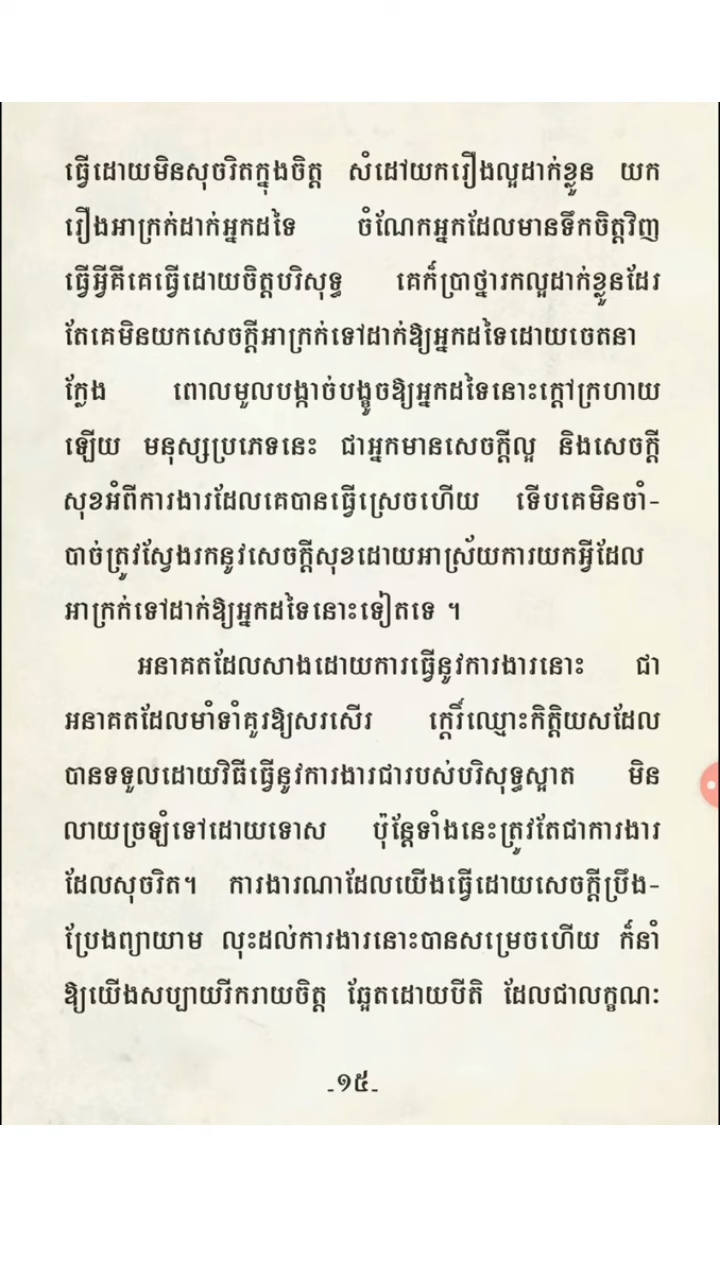 ធ្វើដោយមិនសុចរិតក្នុងចិត្ត សំដៅយករឿងល្អដាក់ខ្លួន យក
រឿងអាក្រក់ដាក់អ្នកដទៃ ចំណែកអ្នកដែលមានទឹកចិត្តវិញ
ធ្វើអ្វីគឺគេធ្វើដោយចិត្តបរិសុទ្ធ គេក៏ប្រាថ្នារកល្អដាក់ខ្លួនដែរ
តែគេមិនយកសេចក្ដីអាក្រក់ទៅដាក់ឱ្យអ្នកដទៃដោយចេតនា
ក្លែង ពោលមូលបង្កាច់បង្ខូចឱ្យអ្នកដទៃនោះក្ដៅក្រហាយ
ឡើយ មនុស្សប្រភេទនេះ ជាអ្នកមានសេចក្ដីល្អ និងសេចក្ដី
សុខអំពីការងារដែលគេបានធ្វើស្រេចហើយ ទើបគេមិនចាំ-
បាច់ត្រូវស្វែងរកនូវសេចក្ដីសុខដោយអាស្រ័យការយកអ្វីដែល
អាក្រក់ទៅដាក់ឱ្យអ្នកដទៃនោះទៀតទេ ។
អនាគតដែលសាងដោយការធ្វើនូវការងារនោះ ជា
អនាគតដែលមាំទាំគួរឱ្យសរសើរ ក្ដេរ្តិ៍ឈ្មោះកិត្តិយសដែល
បានទទួលដោយវិធីធ្វើនូវការងារជារបស់បរិសុទ្ធស្អាត មិន
លាយច្រឡំទៅដោយទោស ប៉ុន្តែទាំងនេះត្រូវតែជាការងារ
ដែលសុចរិត។ ការងារណាដែលយើងធ្វើដោយសេចក្ដីប្រឹង-
ប្រែងព្យាយាម លុះដល់ការងារនោះបានសម្រេចហើយ ក៏នាំ
ឱ្យយើងសប្បាយរីករាយចិត្ត ឆ្អែតដោយបីតិ ដែលជាលក្ខណៈ
-១៥-